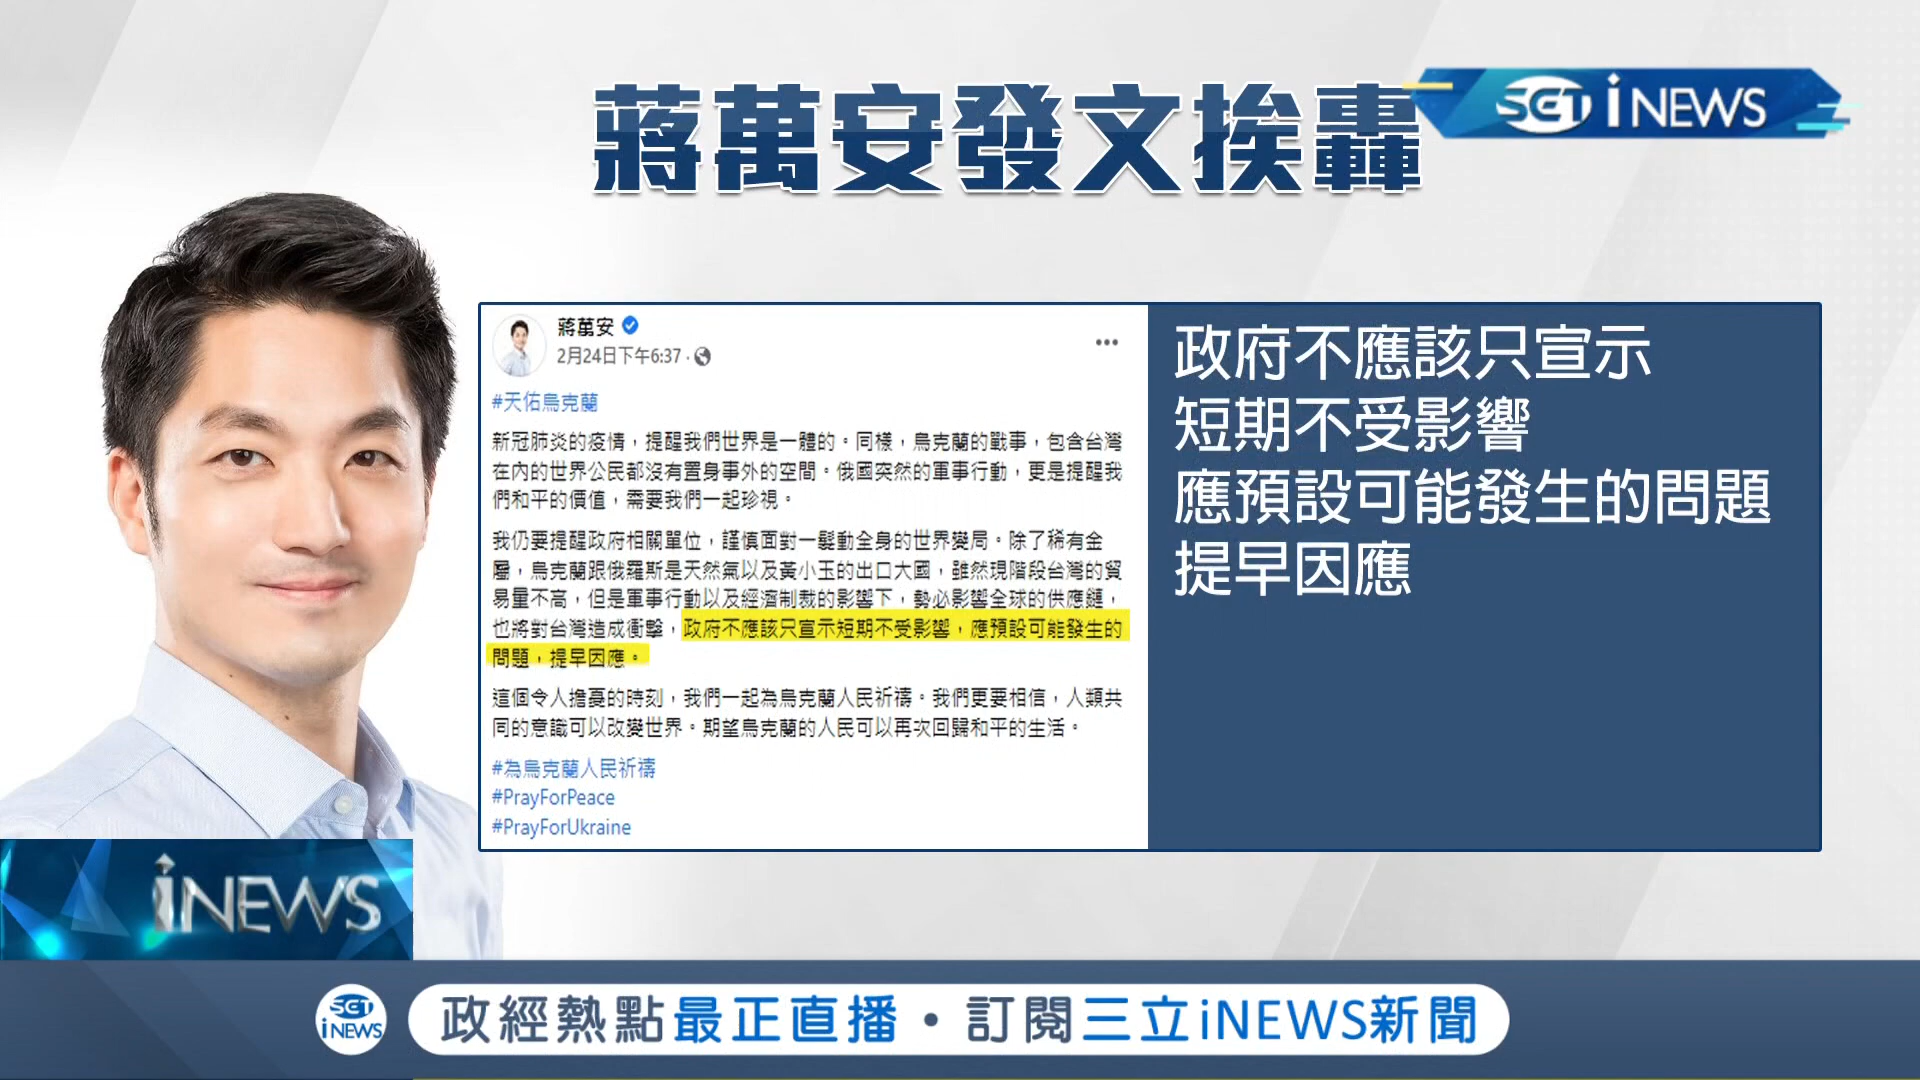 蔣萬安發文挨轟
SET iNEWS
蔣萬安
2月24日下午6:37 ·
#天佑烏克蘭
新冠肺炎的疫情，提醒我們世界是一體的。同樣，烏克蘭的戰事，包含台灣
在內的世界公民都沒有置身事外的空間。俄國突然的軍事行動，更是提醒我
們和平的價值，需要我們一起珍視。
我仍要提醒政府相關單位，謹慎面對一髮動全身的世界變局。除了稀有金
屬，烏克蘭跟俄羅斯是天然氣以及黃小玉的出口大國，雖然現階段台灣的貿
易量不高，但是軍事行動以及經濟制裁的影響下，勢必影響全球的供應鏈，
也將對台灣造成衝擊，政府不應該只宣示短期不受影響，應預設可能發生的
問題，提早因應。
這個令人擔憂的時刻，我們一起為烏克蘭人民祈禱。我們更要相信，人類共
同的意識可以改變世界。期望烏克蘭的人民可以再次回歸和平的生活。
#為烏克蘭人民祈禱
#PrayForPeace
#PrayForUkraine
政府不應該只宣示
短期不受影響
應預設可能發生的問題
提早因應
iNEWS
SET iNEWS
政經熱點最正直播・訂閱三立iNEWS新聞